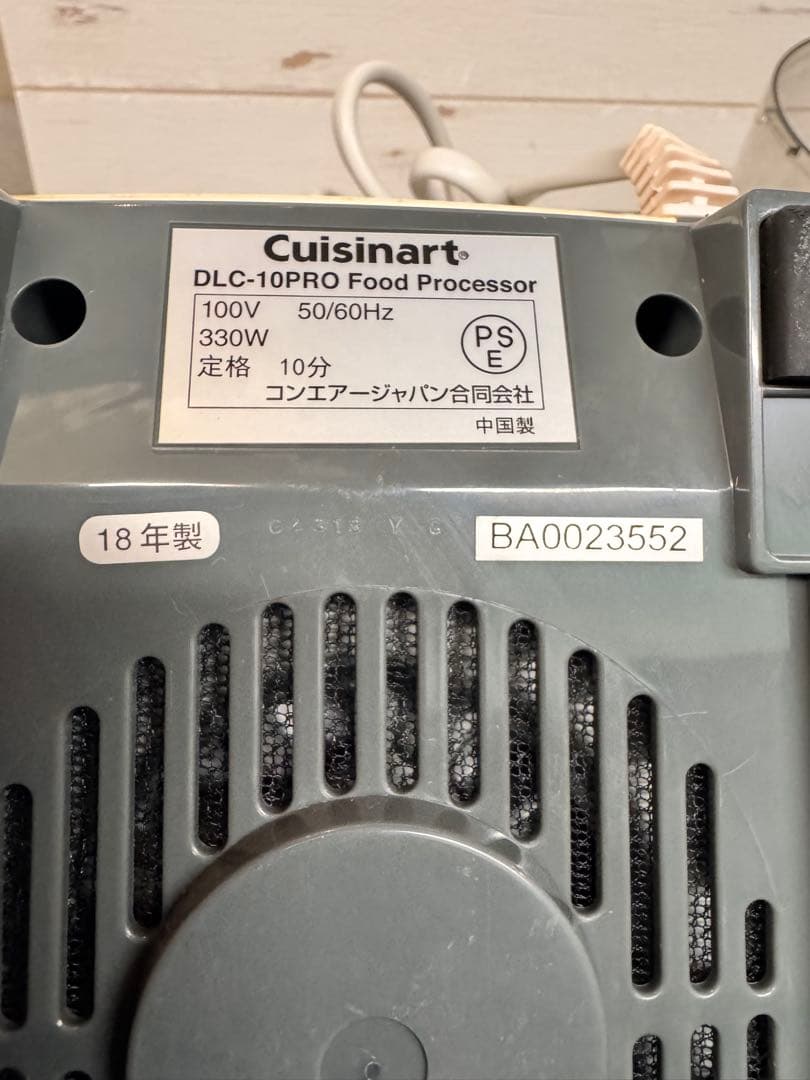 Cuisinart®
DLC-10PRO Food Processor
100V 50/60Hz
330W
PS
E
定格 10分
コンエアージャパン合同会社
中国製
18年製
BA0023552